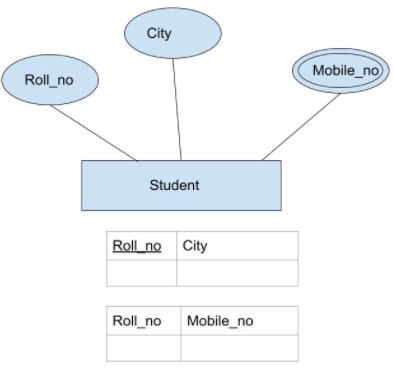 City
Roll_no
Mobile_no
Student
Roll_no City
Roll_no Mobile_no